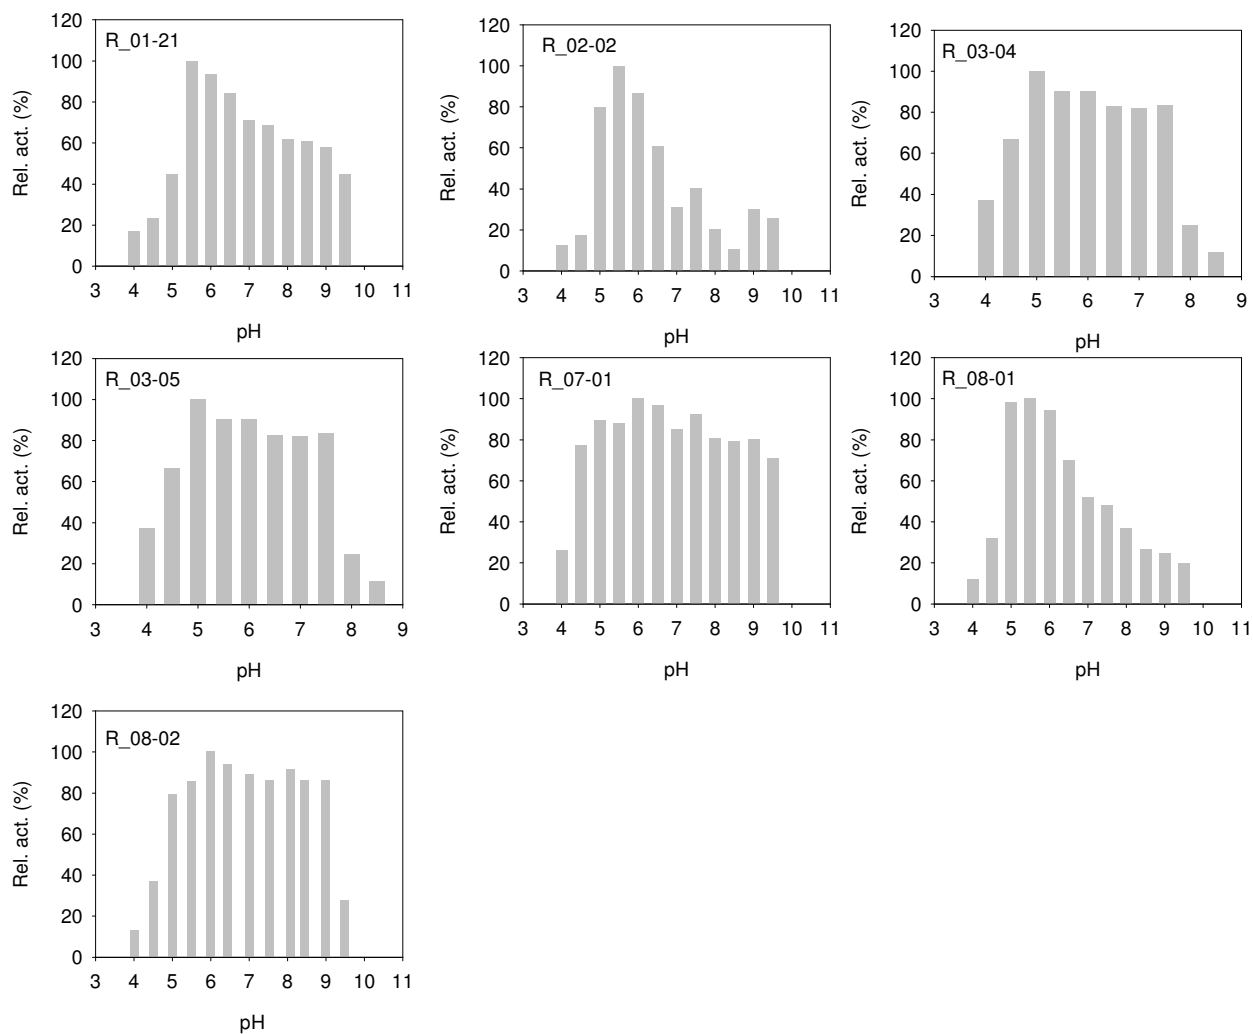 R_01-21
Rel. act. (%)
120
100
80
60
40
20
0
3 4 5 6 7 8 9 10 11
pH
R_02-02
Rel. act. (%)
120
100
80
60
40
20
0
3 4 5 6 7 8 9 10 11
pH
R_03-04
Rel. act. (%)
120
100
80
60
40
20
0
3 4 5 6 7 8 9
pH
R_03-05
Rel. act. (%)
120
100
80
60
40
20
0
3 4 5 6 7 8 9
pH
R_07-01
Rel. act. (%)
120
100
80
60
40
20
0
3 4 5 6 7 8 9 10 11
pH
R_08-01
Rel. act. (%)
120
100
80
60
40
20
0
3 4 5 6 7 8 9 10 11
pH
R_08-02
Rel. act. (%)
120
100
80
60
40
20
0
3 4 5 6 7 8 9 10 11
pH